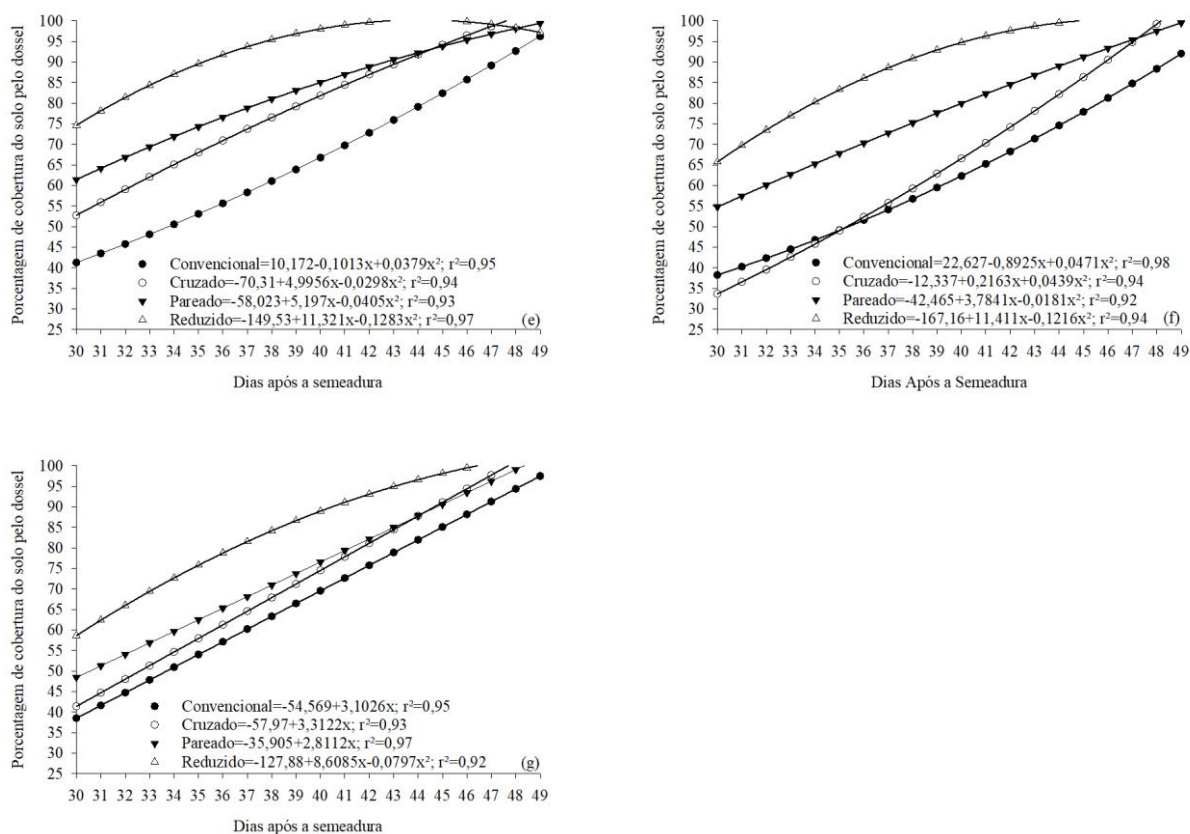 Porcentagem de cobertura do solo pelo dossel
100
95
90
85
80
75
70
65
60
55
50
45
40
35
30
25
Convencional=10,172-0,1013x+0,0379x²; r²=0,95
Cruzado=-70,31+4,9956x-0,0298x²; r²=0,94
Pareado=-58,023+5,197x-0,0405x²; r²=0,93
Reduzido=-149,53+11,321x-0,1283x²; r²=0,97 (e)
30 31 32 33 34 35 36 37 38 39 40 41 42 43 44 45 46 47 48 49
Dias após a semeadura
Porcentagem de cobertura do solo pelo dossel
100
95
90
85
80
75
70
65
60
55
50
45
40
35
30
25
Convencional=22,627-0,8925x+0,0471x²; r²=0,98
Cruzado=-12,337+0,2163x+0,0439x²; r²=0,94
Pareado=-42,465+3,7841x-0,0181x²; r²=0,92
Reduzido=-167,16+11,411x-0,1216x²; r²=0,94 (f)
30 31 32 33 34 35 36 37 38 39 40 41 42 43 44 45 46 47 48 49
Dias Após a Semeadura
Porcentagem de cobertura do solo pelo dossel
100
95
90
85
80
75
70
65
60
55
50
45
40
35
30
25
Convencional=-54,569+3,1026x; r²=0,95
Cruzado=-57,97+3,3122x; r²=0,93
Pareado=-35,905+2,8112x; r²=0,97
Reduzido=-127,88+8,6085x-0,0797x²; r²=0,92 (g)
30 31 32 33 34 35 36 37 38 39 40 41 42 43 44 45 46 47 48 49
Dias após a semeadura